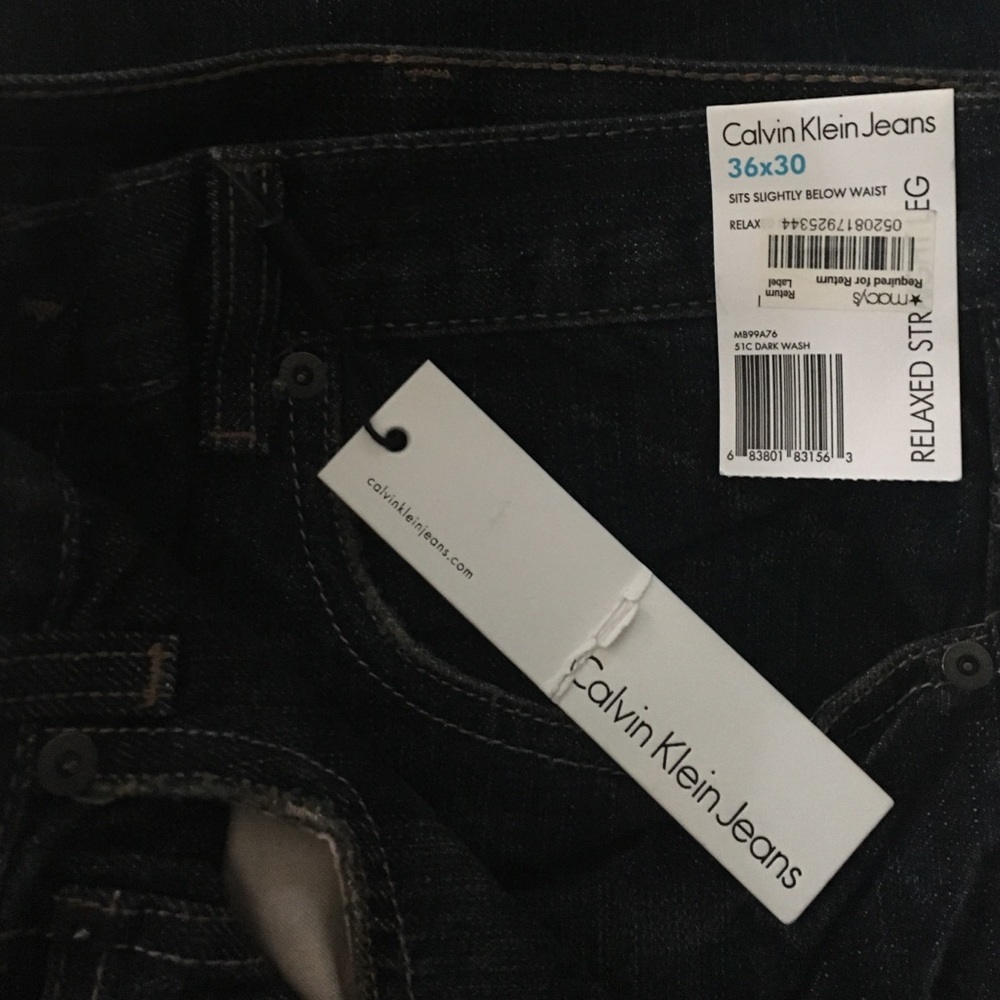 Calvin Klein Jeans
36x30
SITS SLIGHTLY BELOW WAIST
RELAX
0520817925344
Required for Return
Return
Label
★macy's
MB99A76
51C DARK WASH
6 83801 83156 3
RELAXED STR EG
calvinkleinjeans.com
Calvin Klein Jeans